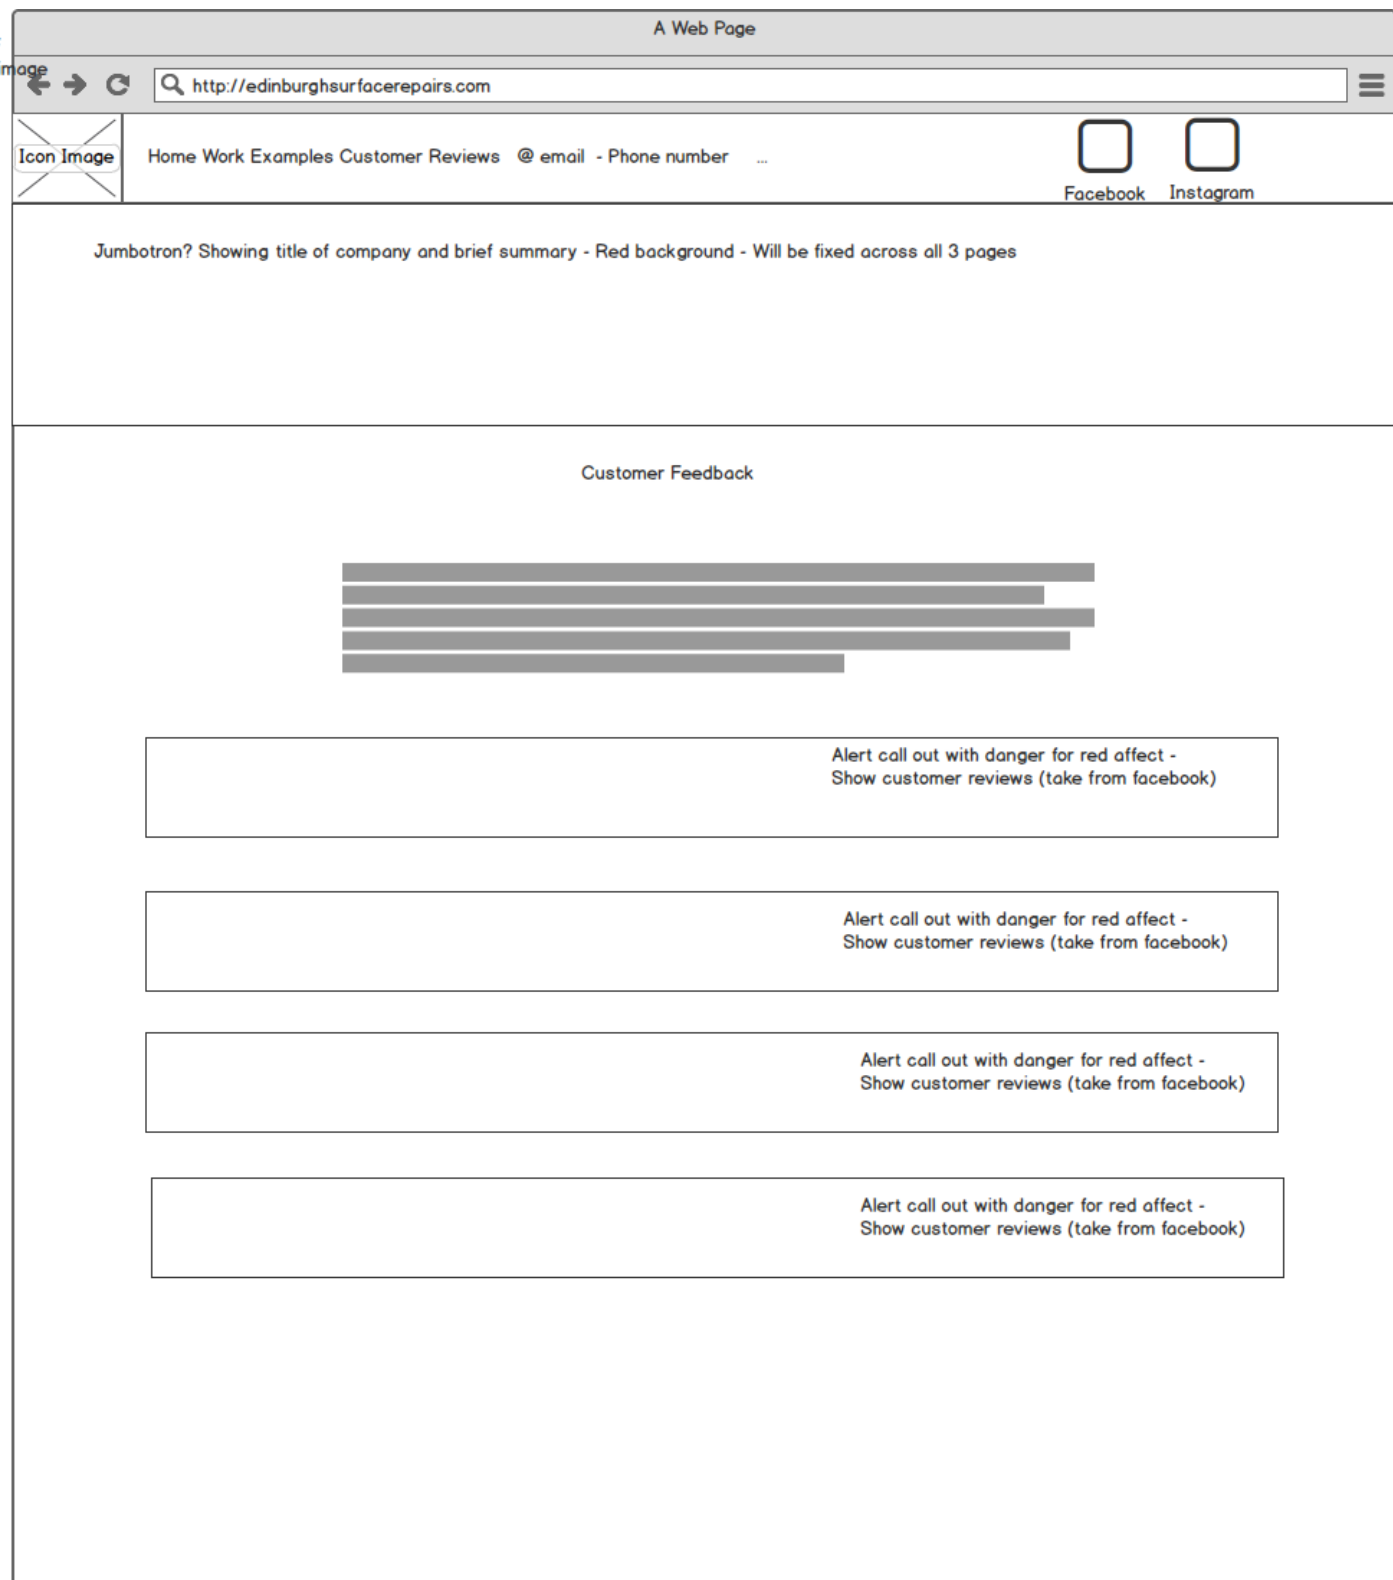 A Web Page
image
http://edinburghsurfacerepairs.com
Icon Image
Home Work Examples Customer Reviews @ email - Phone number ...
Facebook Instagram
Jumbotron? Showing title of company and brief summary - Red background - Will be fixed across all 3 pages
Customer Feedback
Alert call out with danger for red affect -
Show customer reviews (take from facebook)
Alert call out with danger for red affect -
Show customer reviews (take from facebook)
Alert call out with danger for red affect -
Show customer reviews (take from facebook)
Alert call out with danger for red affect -
Show customer reviews (take from facebook)